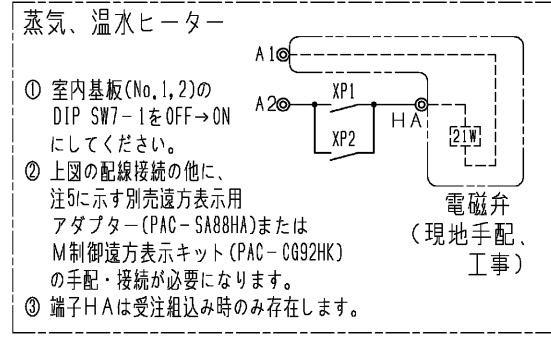 蒸気、温水ヒーター
① 室内基板(No.1,2)の
DIP SW7-1をOFF→ON
にしてください。
② 上図の配線接続の他に、
注5に示す別売遠方表示用
アダプター(PAC-SA88HA)または
M制御遠方表示キット(PAC-CG92HK)
の手配・接続が必要になります。
③ 端子HAは受注組込み時のみ存在します。
A1
A2
XP1
XP2
HA
21W
電磁弁
(現地手配、
工事)